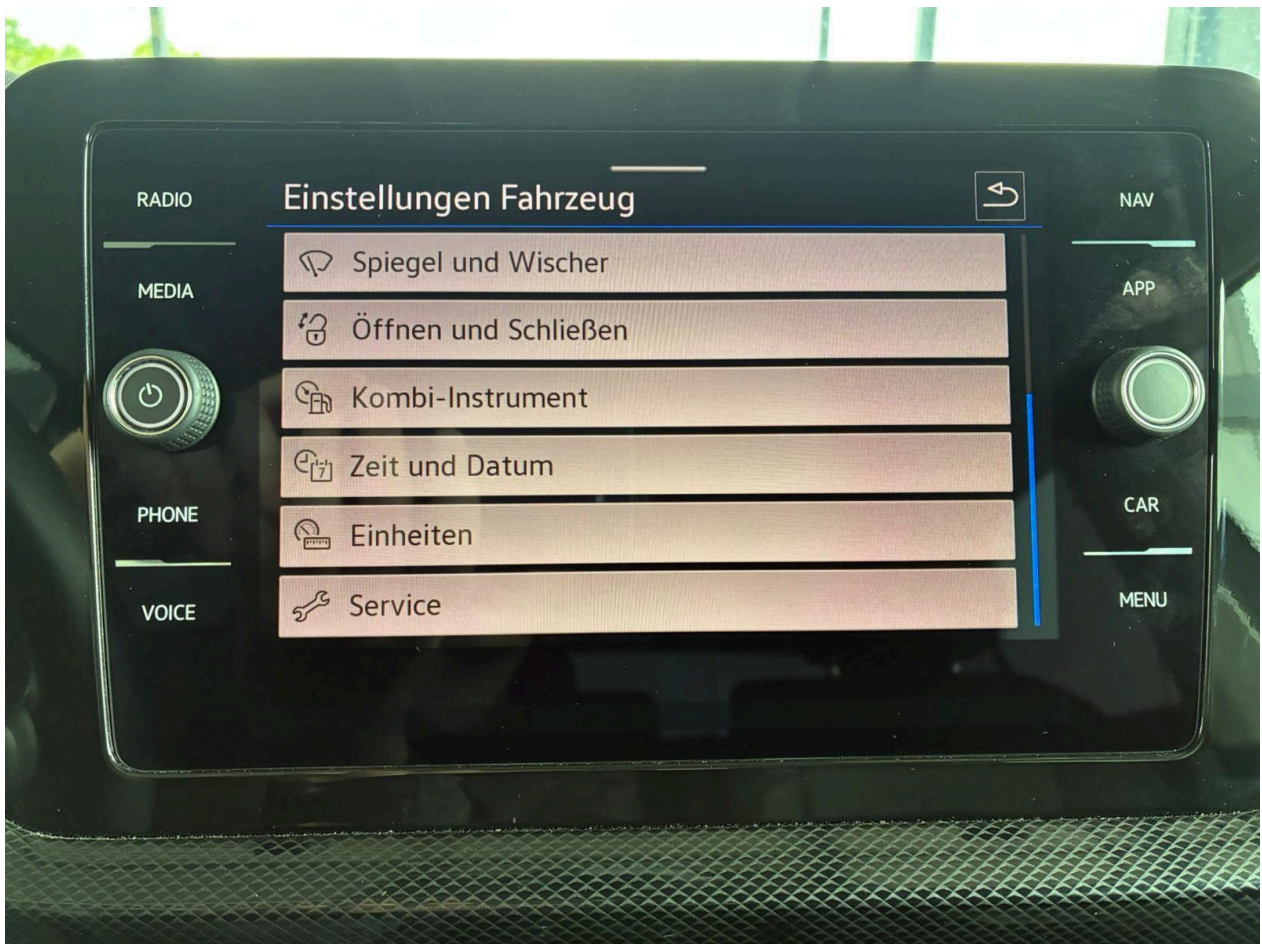 Einstellungen Fahrzeug
RADIO
MEDIA
PHONE
VOICE
Spiegel und Wischer
Öffnen und Schließen
Kombi-Instrument
Zeit und Datum
Einheiten
Service
NAV
APP
CAR
MENU